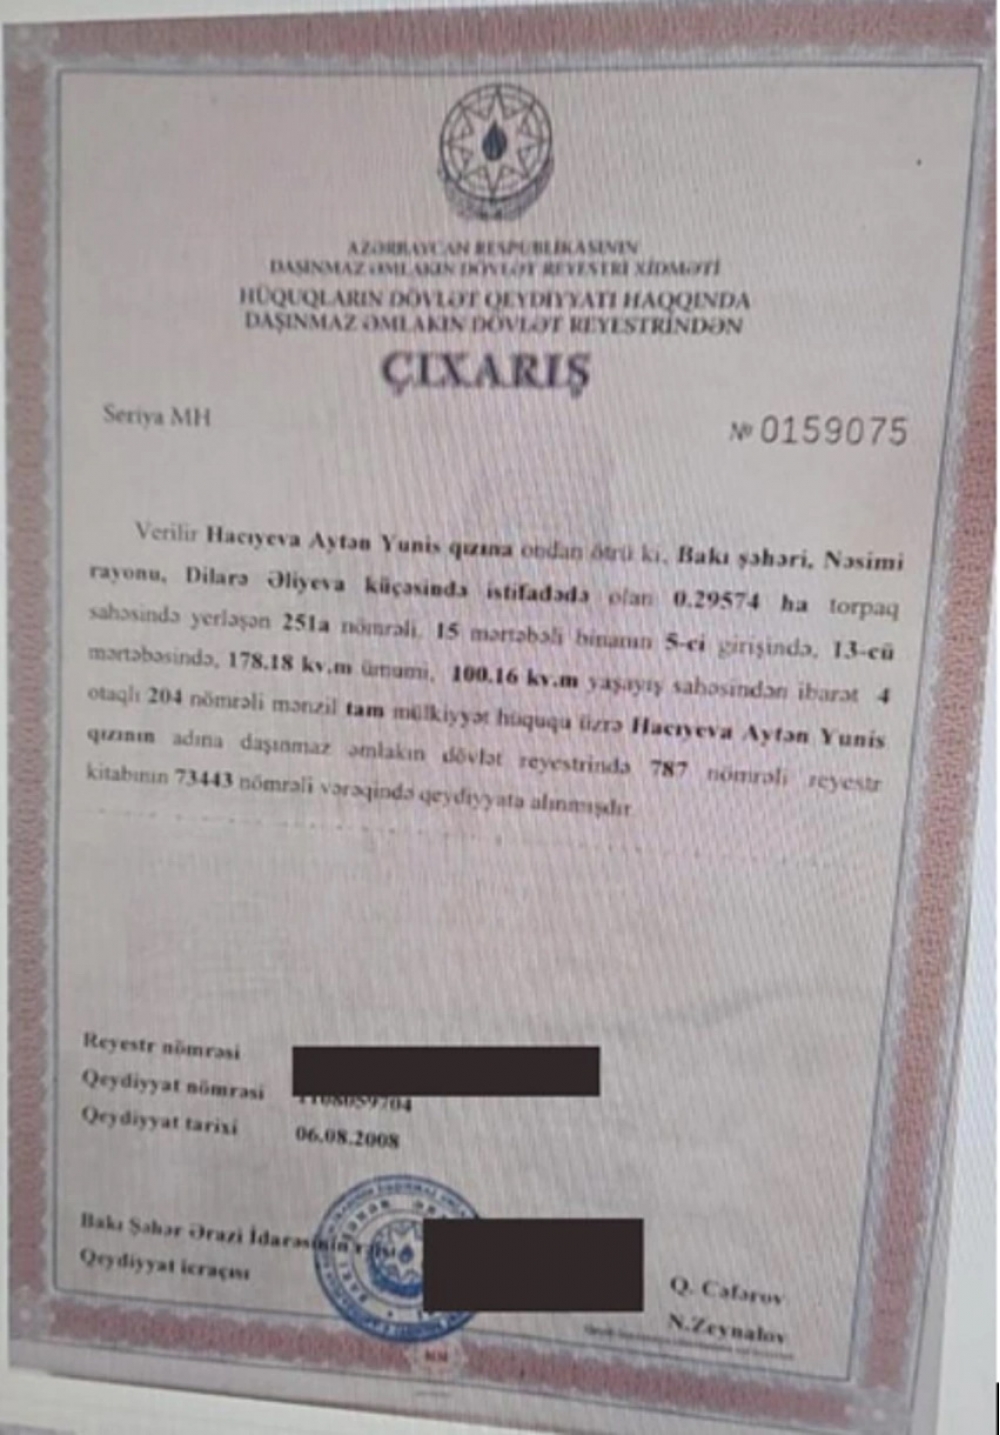 AZƏRBAYCAN RESPUBLİKASININ
DAŞINMAZ ƏMLAKIN DÖVLƏT REYESTRİ XİDMƏTİ
HÜQUQLARIN DÖVLƏT QEYDİYYATI HAQQINDA
DAŞINMAZ ƏMLAKIN DÖVLƏT REYESTRİNDƏN
ÇIXARIŞ
Seriya MH
№ 0159075
Verilir Hacıyeva Aytən Yunis qızına ondan ötrü ki, Bakı şəhəri, Nəsimi
rayonu, Dilarə Əliyeva küçəsində istifadədə olan 0.29574 ha torpaq
sahəsində yerləşən 251a nömrəli, 15 mərtəbəli binanın 5-ci girişində, 13-cü
mərtəbəsində, 178.18 kv.m ümumi, 100.16 kv.m yaşayış sahəsindən ibarət 4
otaqlı 204 nömrəli mənzil tam mülkiyyət hüququ üzrə Hacıyeva Aytən Yunis
qızının adına daşınmaz əmlakın dövlət reyestrində 787 nömrəli reyestr
kitabının 73443 nömrəli vərəqində qeydiyyata alınmışdır.
Reyestr nömrəsi
Qeydiyyat nömrəsi 1108059704
Qeydiyyat tarixi 06.08.2008
Bakı Şəhər Ərazi İdarəsinin rəisi
Q. Cəfərov
Qeydiyyat icraçısı
N.Zeynalov